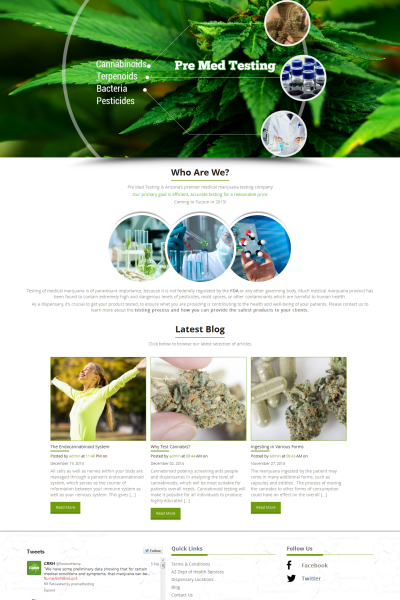 Cannabinoids
Terpenoids
Bacteria
Pesticides
Pre Med Testing
Who Are We?
Pre Med Testing is Arizona's premier medical marijuana testing company.
Our primary goal is efficient, accurate testing for a reasonable price.
Coming to Tucson in 2015!
Testing of medical marijuana is of paramount importance, because it is not federally regulated by the FDA or any other governing body. Much medical marijuana product has
been found to contain extremely high and dangerous levels of pesticides, mold spores, or other contaminants which are harmful to human health.
As a dispensary, it's crucial to get your product tested, to ensure what you are providing is contributing to the health and well-being of your patients. Please contact us to
learn more about the testing process and how you can provide the safest products to your clients.
Latest Blog
Click below to browse our latest selection of articles.
The Endocannabinoid System
Posted by admin at 11:48 PM on
December 10, 2014
All cells as well as nerves within your body are
managed through a person's endocannabinoid
system, which serves as the courier of
information between your immune system as
well as your nervous system. This gives [...]
Read More
Why Test Cannabis?
Posted by admin at 08:44 AM on
December 02, 2014
Cannabinoid potency screening aids people
and dispensaries in analyzing the level of
cannabinoids, which will be most suitable for
patients overall needs. Cannabinoid testing will
make it possible for all individuals to produce
highly educated [...]
Read More
Ingesting in Various Forms
Posted by admin at 08:43 AM on
November 27, 2014
The marijuana ingested by the patient may
come in many additional forms, such as
capsules and edibles. The process of moving
the cannabis to other forms of consumption
could have an effect on the overall [...]
Read More
Tweets
Follow
CRRH @RestoreHemp
"We have some preliminary data showing that for certain
medical conditions and symptoms, that marijuana can be..
Retweeted by premedtesting
Expand
Quick Links
Terms & Conditions
AZ Dept of Health Services
Dispensary Locations
Blog
Contact Us
Follow Us
Facebook
Twitter